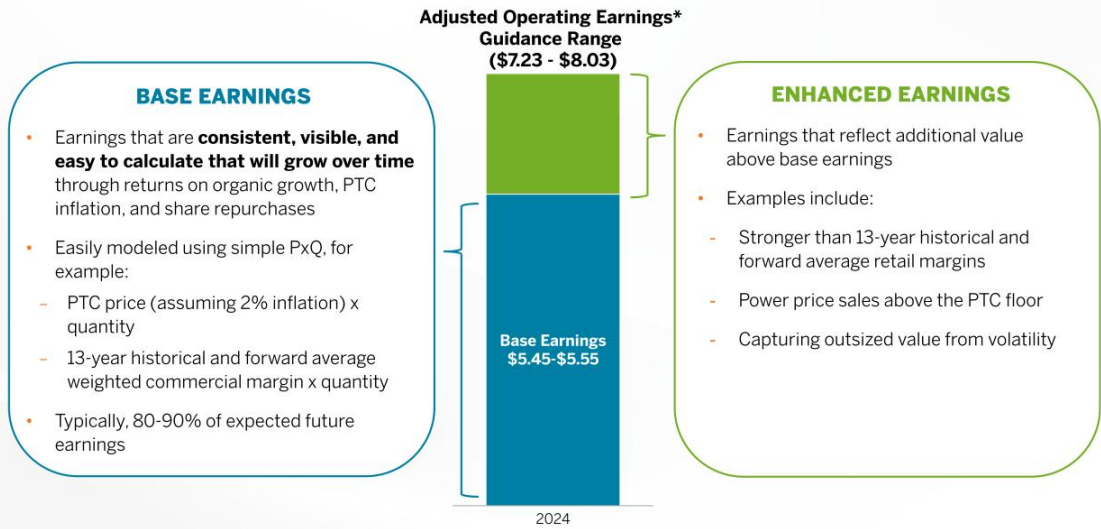 Adjusted Operating Earnings*
Guidance Range
($7.23 - $8.03)
BASE EARNINGS
• Earnings that are consistent, visible, and
easy to calculate that will grow over time
through returns on organic growth, PTC
inflation, and share repurchases
• Easily modeled using simple PxQ, for
example:
– PTC price (assuming 2% inflation) x
quantity
– 13-year historical and forward average
weighted commercial margin x quantity
• Typically, 80-90% of expected future
earnings
Base Earnings
$5.45-$5.55
2024
ENHANCED EARNINGS
• Earnings that reflect additional value
above base earnings
• Examples include:
- Stronger than 13-year historical and
forward average retail margins
- Power price sales above the PTC floor
- Capturing outsized value from volatility